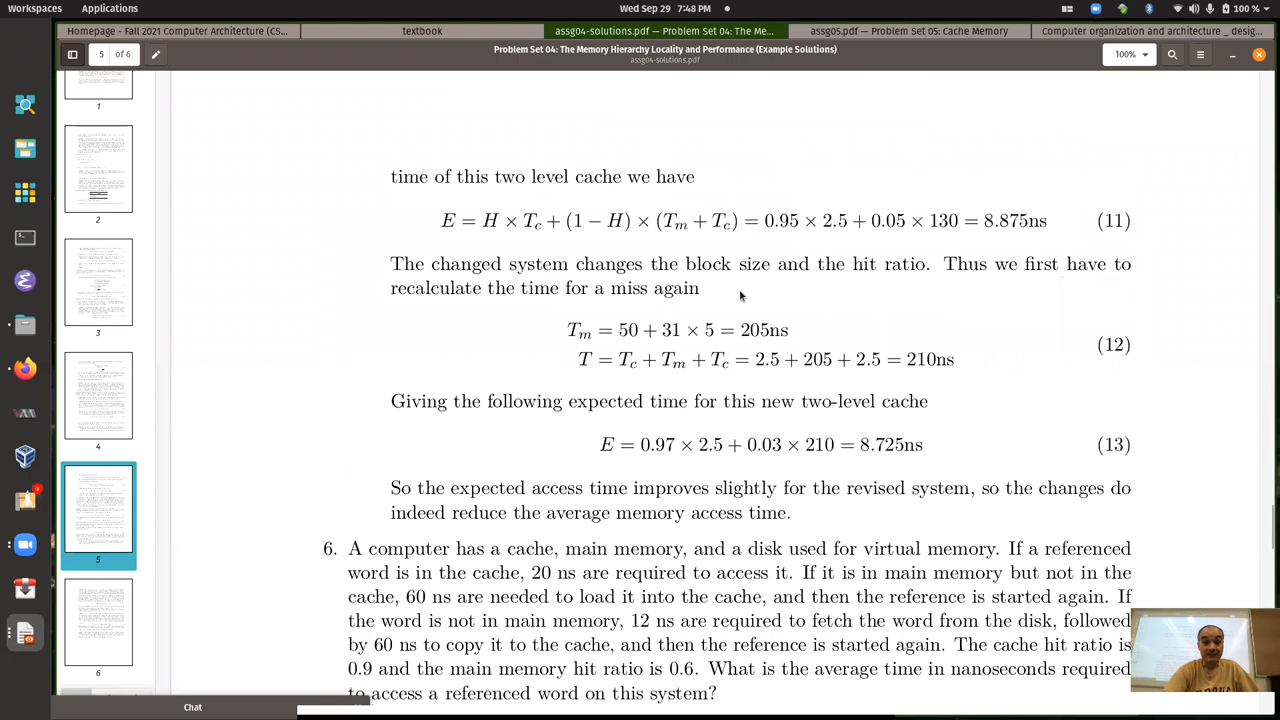 Workspaces Applications Wed Sep 29 7:48 PM 100 %
Homepage - Fall 2021 Computer Architecture (CS... textbook assg04-solutions.pdf — Problem Set 04: The Me... assg05.pdf — Problem Set 05: Cache Memory Computer organization and architecture _ desig...
5 of 6 Problem Set 04: The Memory Hierarchy Locality and Performance (Example Solutions) 100%
assg04-solutions.pdf
1
2
3
4
5
6
time of this two level cache we have
E = H × Tc + (1 − H) × (Tm + Tc) = 0.95 × 2.5 + 0.05 × 130 = 8.875ns (11)
The changed system changes the block size and the hit ratio. Thus we first have to
recalculate the time for a miss again
Tm = 50 + 31 × 5 = 205ns
T = Tc + Tm + Tc = 2.5 + 205 + 2.5 = 210ns (12)
Giving the following expected time for this new two-level cache
E = 0.97 × 2.5 + 0.03 × 210 = 8.725ns (13)
So the expected access time improves slightly in the revised system, so the changes do
indeed reduce the average memory access time.
6. A computer has a cache, main memory, and a disk used for virtual memory. If a referenced
word is in the cache, 20 ns are required to access it. If it is in main memory but not in the
cache, 60 ns are needed to load it into the cache, and then the reference is started again. If
the word is not in main memory, 12 ms are required to fetch the word from the disk, followed
by 60 ns to copy it to the cache, and then the reference is started again. The cache hit ratio is
0.9 and the main memory hit ratio is 0.6. What is the average time in nanoseconds required
to access a referenced word on this system?
Chat